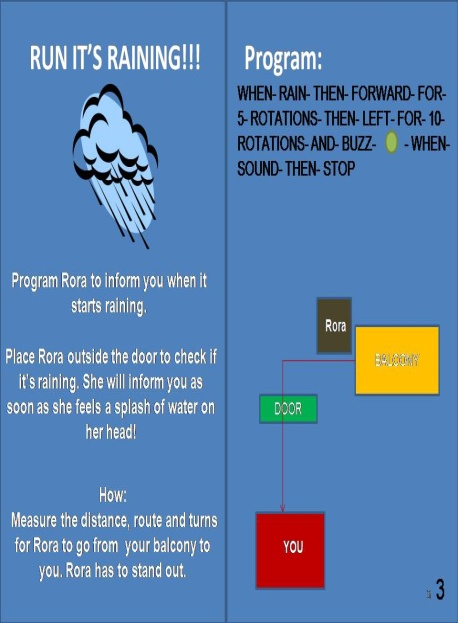 RUN IT'S RAINING!!!
Program Rora to inform you when it
starts raining.
Place Rora outside the door to check if
it's raining. She will inform you as
soon as she feels a splash of water on
her head!
How:
Measure the distance, route and turns
for Rora to go from your balcony to
you. Rora has to stand out.
Program:
WHEN- RAIN- THEN- FORWARD- FOR-
5- ROTATIONS- THEN- LEFT- FOR- 10-
ROTATIONS- AND- BUZZ- - WHEN-
SOUND- THEN- STOP
Rora
BALCONY
DOOR
YOU
3